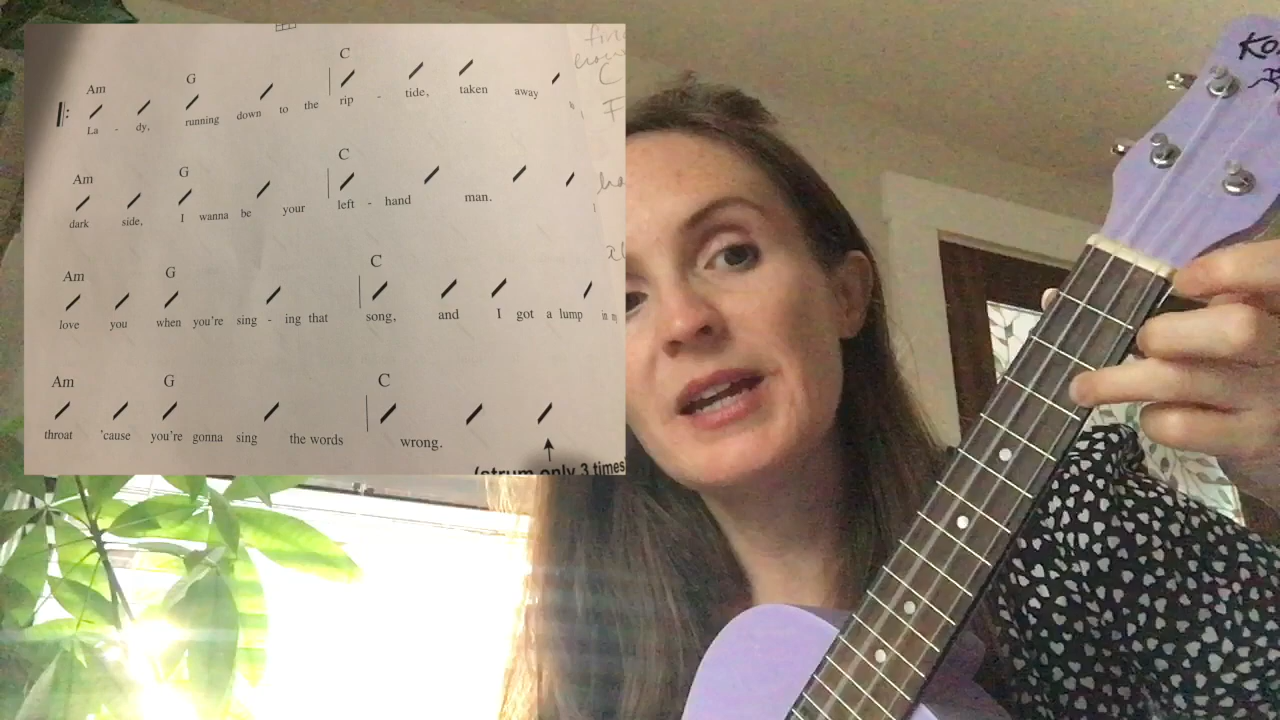 Am G C
La - dy, running down to the rip - tide, taken away
Am G C
dark side, I wanna be your left - hand man.
Am G C
love you when you're sing - ing that song, and I got a lump in m
Am G C
throat 'cause you're gonna sing the words wrong.
(strum only 3 times)